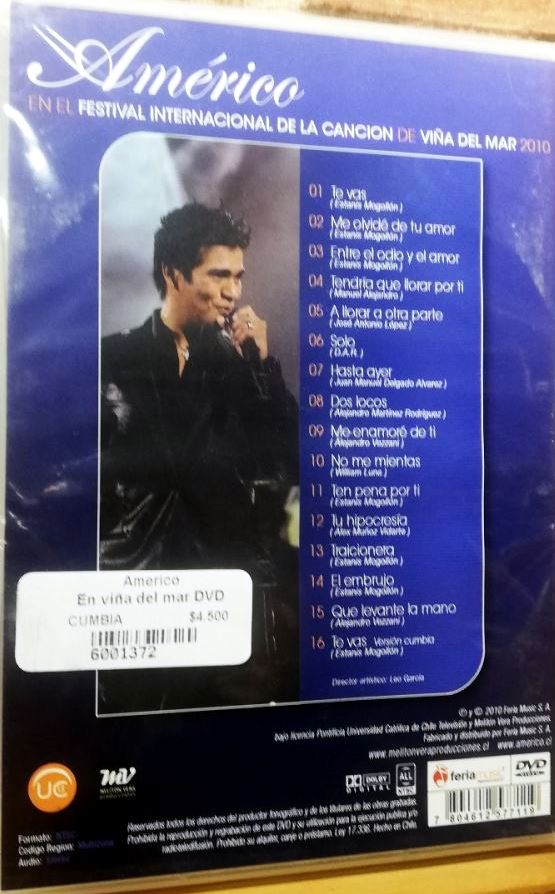 Américo
EN EL FESTIVAL INTERNACIONAL DE LA CANCION DE VIÑA DEL MAR 2010
01 Te vas
( Estanis Mogollón )
02 Me olvidé de tu amor
( Estanis Mogollón )
03 Entre el odio y el amor
( Estanis Mogollón )
04 Tendría que llorar por ti
( Manuel Alejandro )
05 A llorar a otra parte
( José Antonio López )
06 Solo
( D.A.R. )
07 Hasta ayer
( Juan Manuel Delgado Alvarez )
08 Dos locos
( Alejandro Martínez Rodríguez )
09 Me enamoré de ti
( Alejandro Vezzani )
10 No me mientas
( William Luna )
11 Ten pena por ti
( Estanis Mogollón )
12 Tu hipocresía
( Alex Muñoz Vidarte )
13 Traicionera
( Estanis Mogollón )
14 El embrujo
( Estanis Mogollón )
15 Que levante la mano
( Alejandro Vezzani )
16 Te vas Versión cumbia
( Estanis Mogollón )
Director artístico: Leo García
Americo
En viña del mar DVD
CUMBIA $4.500
6001372
℗ y © 2010 Feria Music S. A.
bajo licencia Pontificia Universidad Católica de Chile Televisión y Melitón Vera Producciones
Fabricado y distribuido por Feria Music S. A.
www.melitonveraproducciones.cl www.americo.cl
UC
mv
MELITON VERA
DOLBY
DIGITAL
ALL
NTSC
feriamusic
DVD
7 804612 577119
Formato: NTSC
Codigo Region: Multizona
Audio: Stereo
Reservados todos los derechos del productor fonográfico y de los titulares de las obras grabadas.
Prohibida la reproducción y regrabación de este DVD y su utilización para la ejecución pública y/o
radioteledifusión. Prohibido su alquiler, canje o préstamo. Ley 17.336. Hecho en Chile.